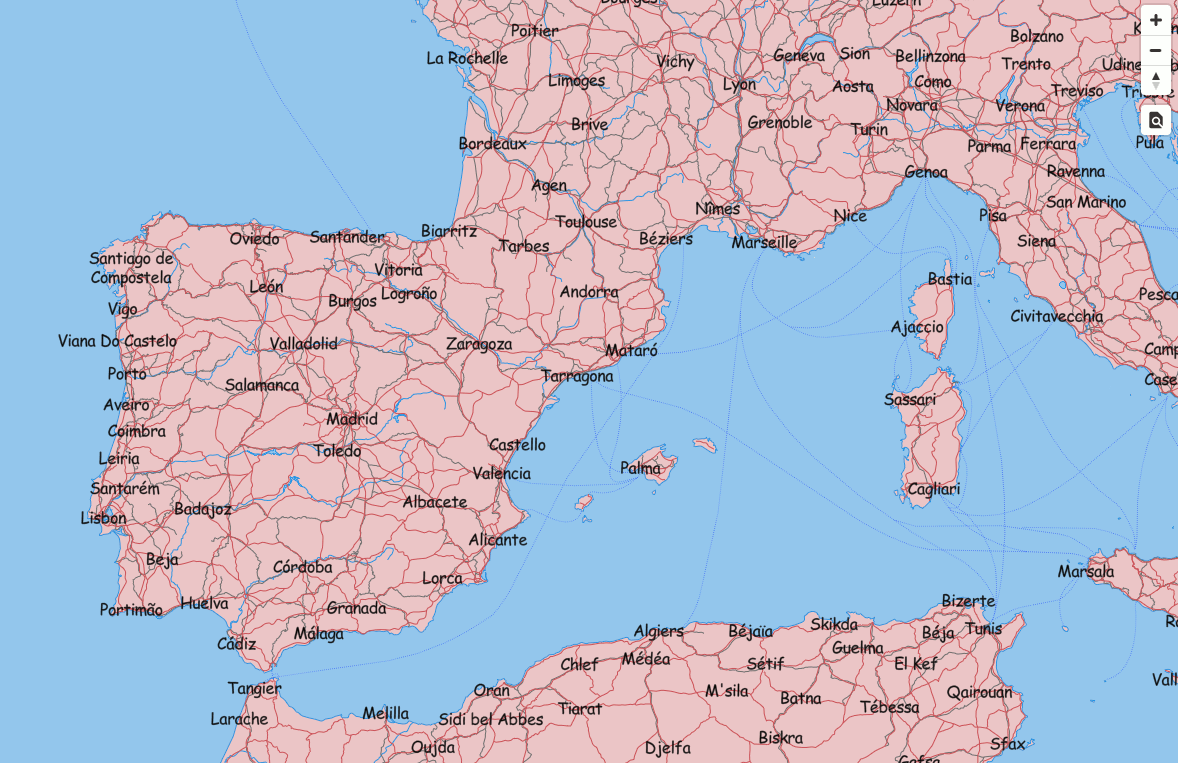 Bourges
Luzern
Poitier
Bolzano
La Rochelle
Vichy
Geneva
Sion
Bellinzona
Trento
Udine
Limoges
Lyon
Aosta
Como
Treviso
Trieste
Novara
Verona
Brive
Grenoble
Turin
Bordeaux
Parma
Ferrara
Pula
Genoa
Ravenna
Agen
San Marino
Nîmes
Nice
Pisa
Toulouse
Biarritz
Oviedo
Santander
Tarbes
Béziers
Marseille
Siena
Santiago de
Compostela
Vitoria
Bastia
León
Burgos
Logroño
Andorra
Pesca
Vigo
Civitavecchia
Ajaccio
Viana Do Castelo
Valladolid
Zaragoza
Mataró
Camp
Porto
Salamanca
Tarragona
Case
Sassari
Aveiro
Madrid
Coimbra
Castello
Toledo
Leiria
Valencia
Palma
Santarém
Cagliari
Albacete
Badajoz
Lisbon
Alicante
Beja
Córdoba
Marsala
Lorca
Portimão
Huelva
Granada
Bizerte
Cádiz
Málaga
Algiers
Béjaïa
Skikda
Béja
Tunis
Guelma
Chlef
Médéa
Sétif
El Kef
Vall
Tangier
Oran
M'sila
Batna
Qairouan
Larache
Melilla
Sidi bel Abbes
Tiarat
Tébessa
Oujda
Djelfa
Biskra
Sfax
Gafsa